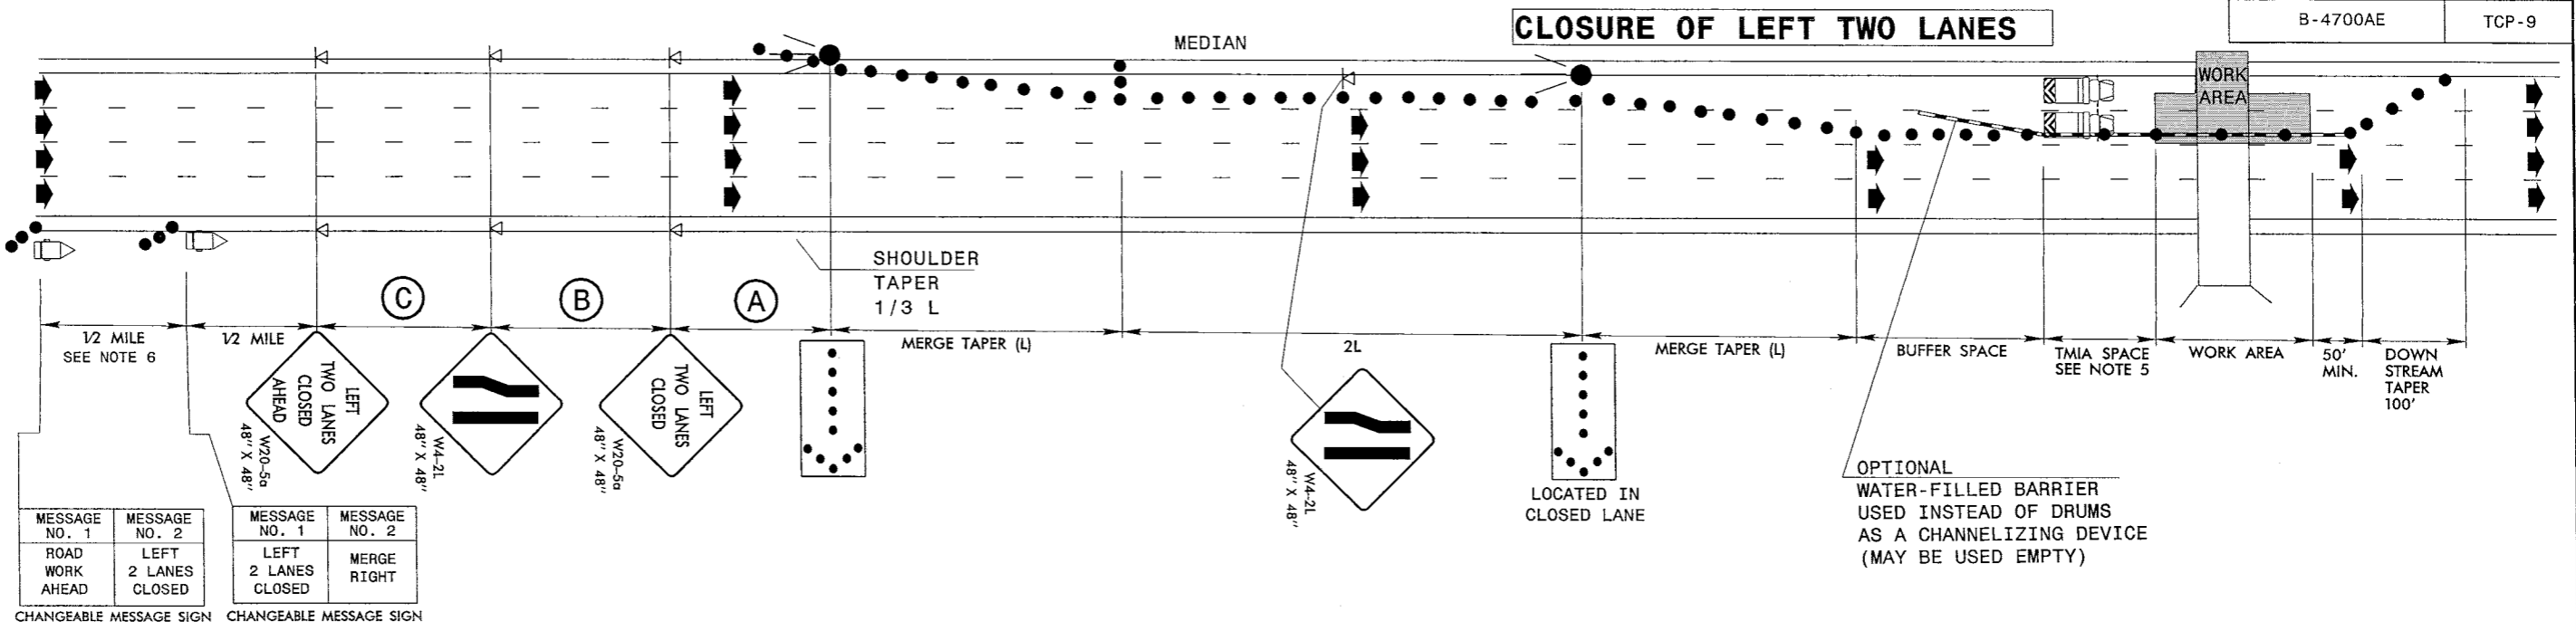 CLOSURE OF LEFT TWO LANES
B-4700AE
TCP-9
MEDIAN
WORK
AREA
SHOULDER
TAPER
1/3 L
C
B
A
1/2 MILE
SEE NOTE 6
1/2 MILE
MERGE TAPER (L)
2L
MERGE TAPER (L)
BUFFER SPACE
TMIA SPACE
SEE NOTE 5
WORK AREA
50'
MIN.
DOWN
STREAM
TAPER
100'
LEFT
TWO LANES
CLOSED
AHEAD
W20-5a
48" X 48"
W4-2L
48" X 48"
LEFT
TWO LANES
CLOSED
W20-5a
48" X 48"
W4-2L
48" X 48"
LOCATED IN
CLOSED LANE
OPTIONAL
WATER-FILLED BARRIER
USED INSTEAD OF DRUMS
AS A CHANNELIZING DEVICE
(MAY BE USED EMPTY)
MESSAGE
NO. 1
MESSAGE
NO. 2
ROAD
WORK
AHEAD
LEFT
2 LANES
CLOSED
CHANGEABLE MESSAGE SIGN
MESSAGE
NO. 1
MESSAGE
NO. 2
LEFT
2 LANES
CLOSED
MERGE
RIGHT
CHANGEABLE MESSAGE SIGN